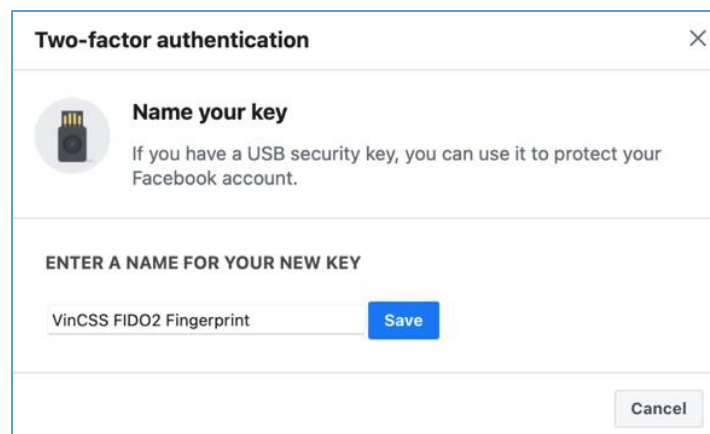 Two-factor authentication
Name your key
If you have a USB security key, you can use it to protect your
Facebook account.
ENTER A NAME FOR YOUR NEW KEY
VinCSS FIDO2 Fingerprint
Save
Cancel